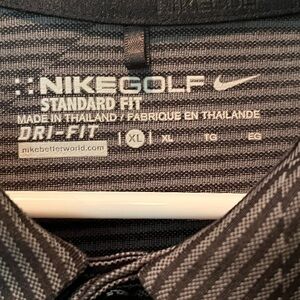 NIKEGOLF
STANDARD FIT
MADE IN THAILAND / FABRIQUE EN THAILANDE
DRI-FIT | XL | XL TG EG
nikebetterworld.com